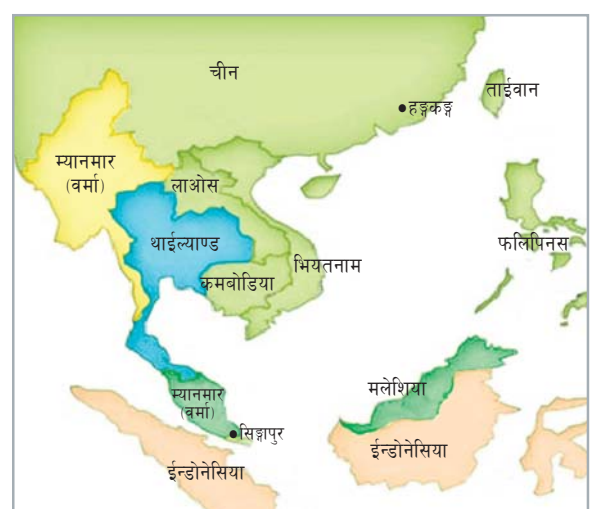 चीन
ताईवान
●हङ्गकङ्ग
म्यानमार
(वर्मा)
लाओस
थाईल्याण्ड
फलिपिनस
भियतनाम
कमबोडिया
म्यानमार
(वर्मा)
मलेशिया
●सिङ्गापुर
ईन्डोनेसिया
ईन्डोनेसिया